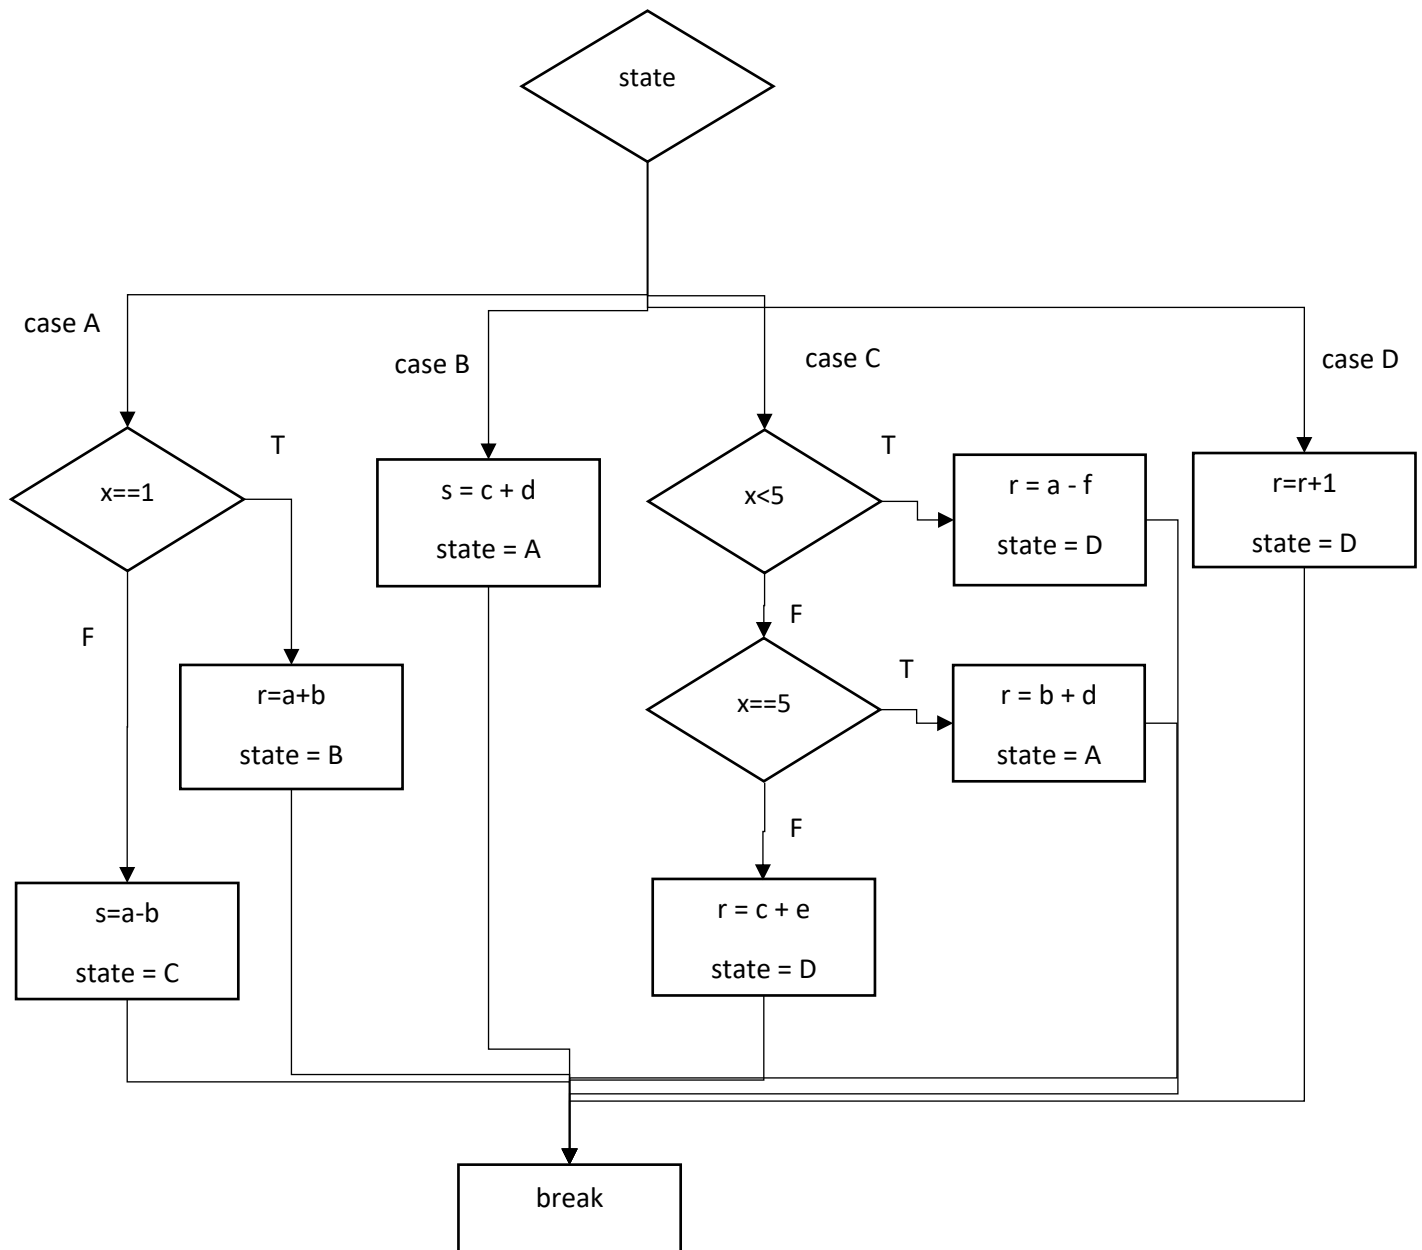 state
case A
case B
case C
case D
x==1
T
F
r=a+b
state = B
s=a-b
state = C
s = c + d
state = A
x<5
T
F
r = a - f
state = D
x==5
T
F
r = b + d
state = A
r = c + e
state = D
r=r+1
state = D
break